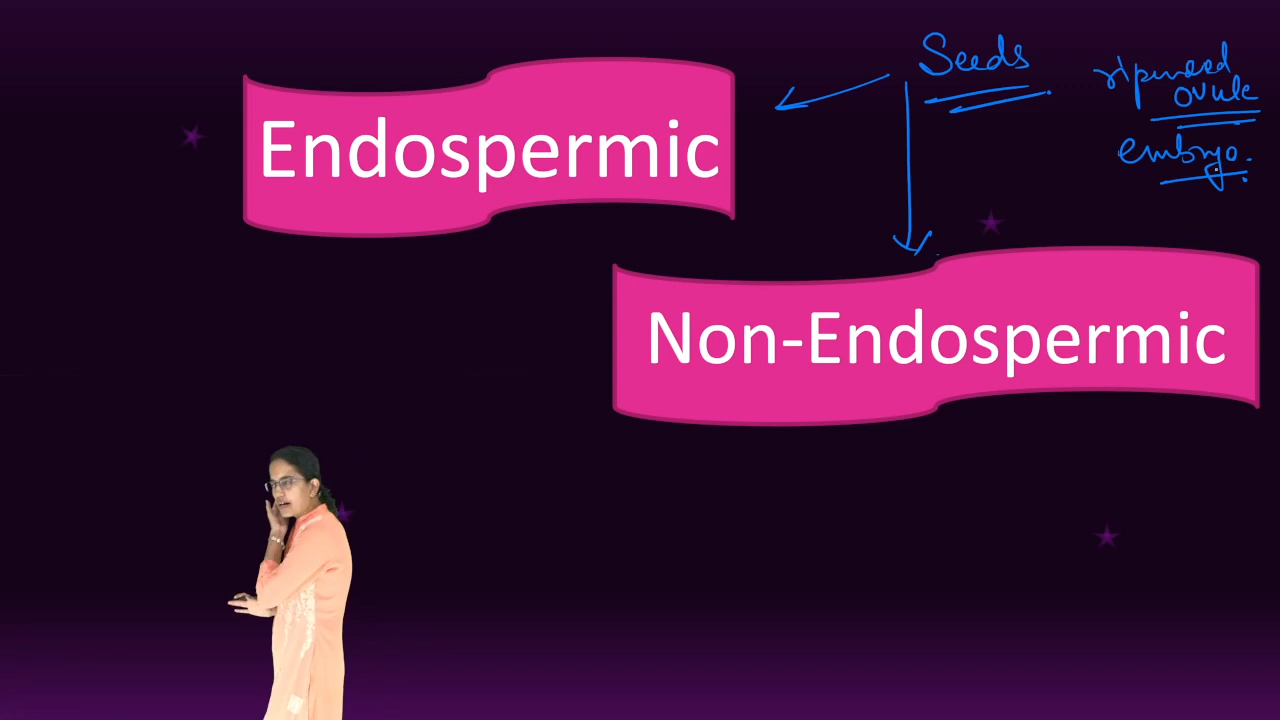 Seeds
ripened
ovule
embryo.
Endospermic
Non-Endospermic